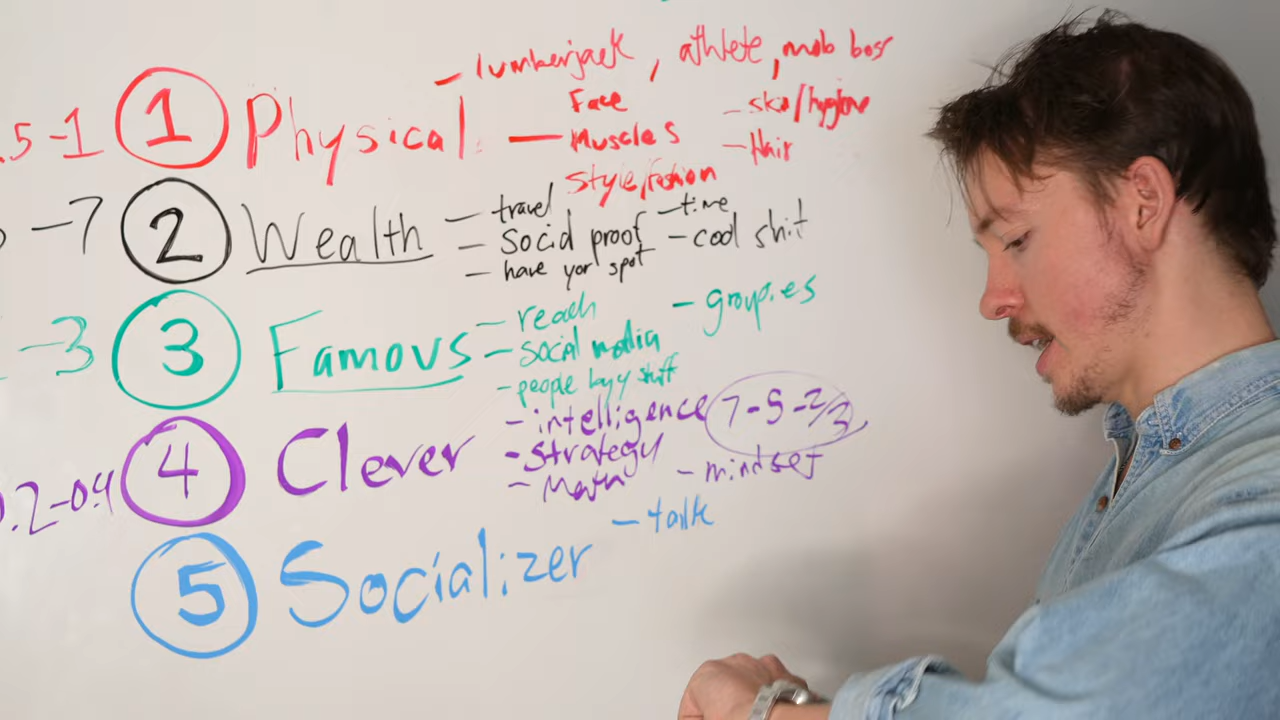 - lumberjack, athlete, mob boss
.5-1 1 Physical - Face
Muscles
Style, fashion
- skin/hygiene
- Hair
-7 2 Wealth - travel - time
- Social proof - cool shit
- have your spot
-3 3 Famous - reach - groupies
- social media
- people buy stuff
0.2-0.4 4 Clever - intelligence 7-5-2/3
- Strategy
- Math - mindset
5 Socializer - talk